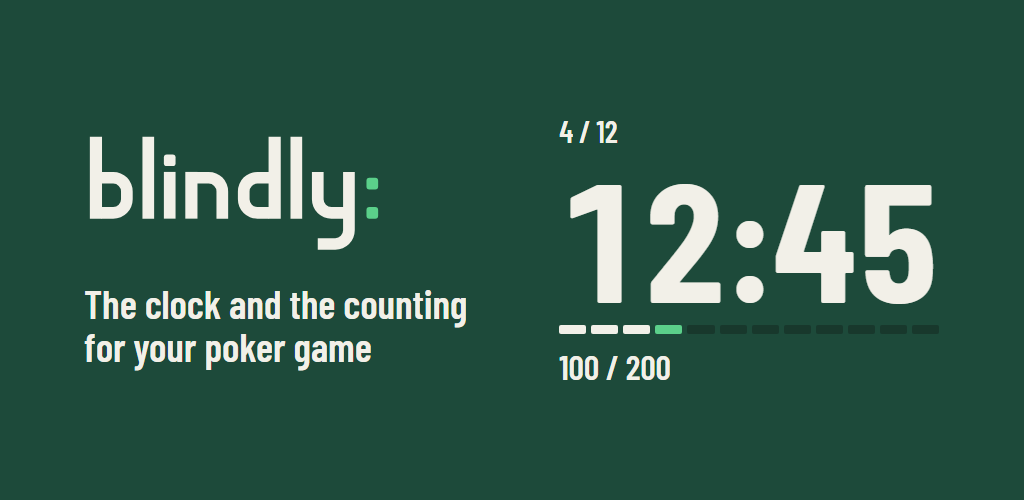 blindly:
The clock and the counting
for your poker game
4 / 12
12:45
100 / 200